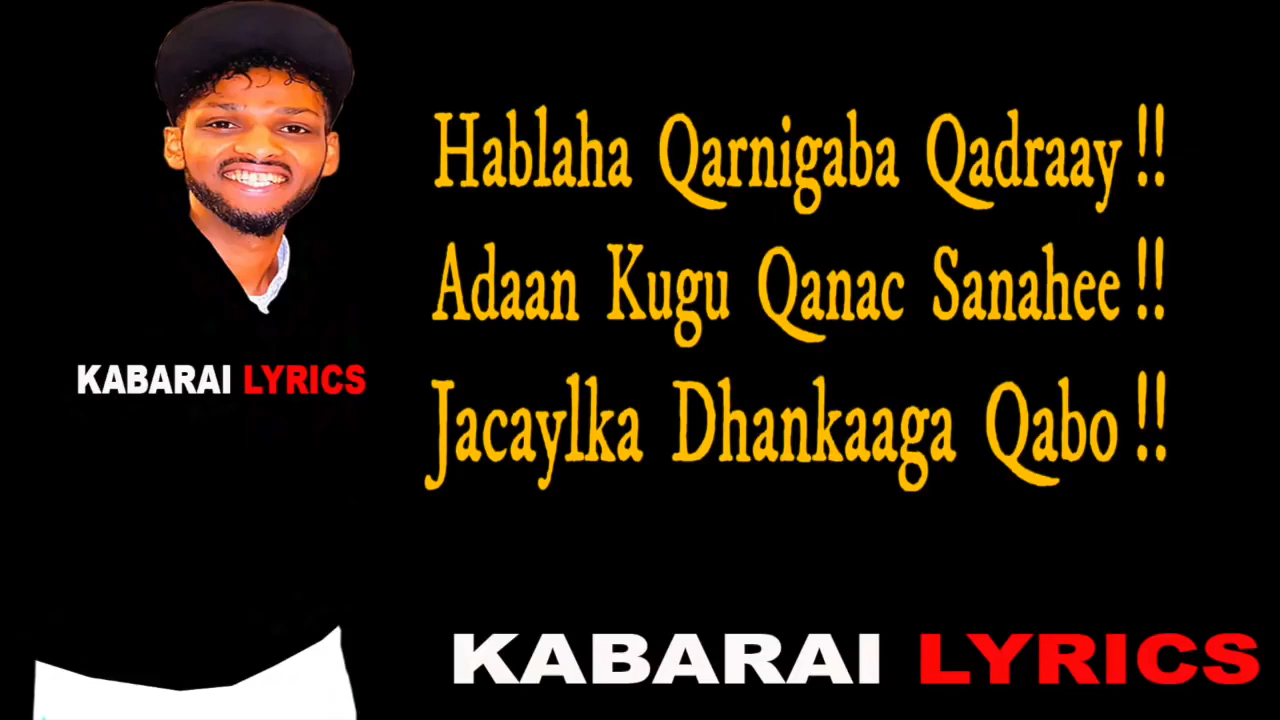 Hablaha Qarnigaba Qadraay !!
Adaan Kugu Qanac Sanahee !!
Jacaylka Dhankaaga Qabo !!
KABARAI LYRICS
KABARAI LYRICS